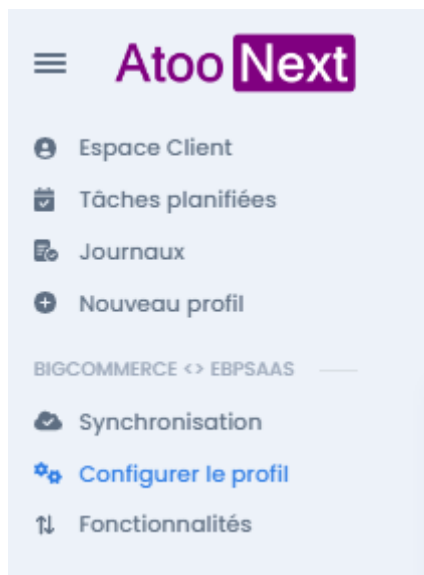 Atoo Next
Espace Client
Tâches planifiées
Journaux
Nouveau profil
BIGCOMMERCE <> EBPSAAS
Synchronisation
Configurer le profil
Fonctionnalités